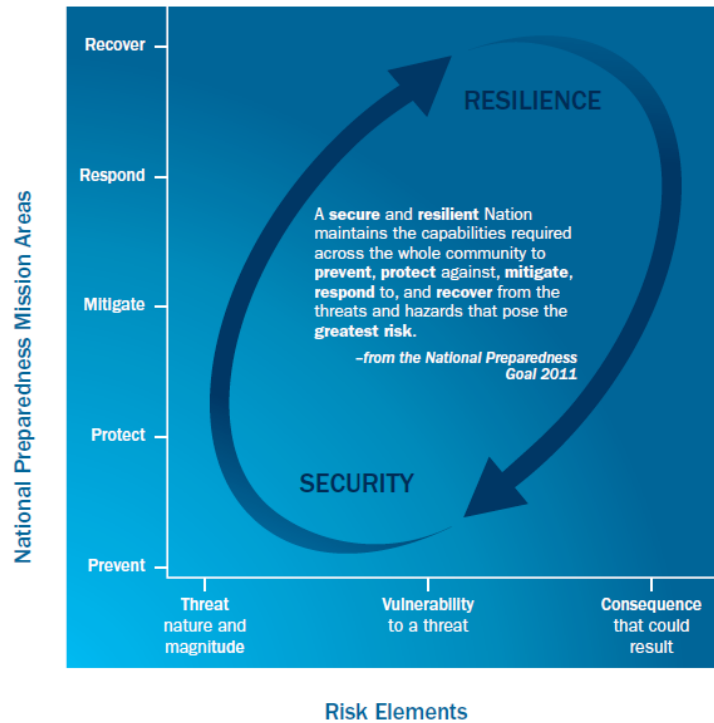 National Preparedness Mission Areas
Recover
Respond
Mitigate
Protect
Prevent
RESILIENCE
A secure and resilient Nation
maintains the capabilities required
across the whole community to
prevent, protect against, mitigate,
respond to, and recover from the
threats and hazards that pose the
greatest risk.
–from the National Preparedness
Goal 2011
SECURITY
Threat
nature and
magnitude
Vulnerability
to a threat
Consequence
that could
result
Risk Elements